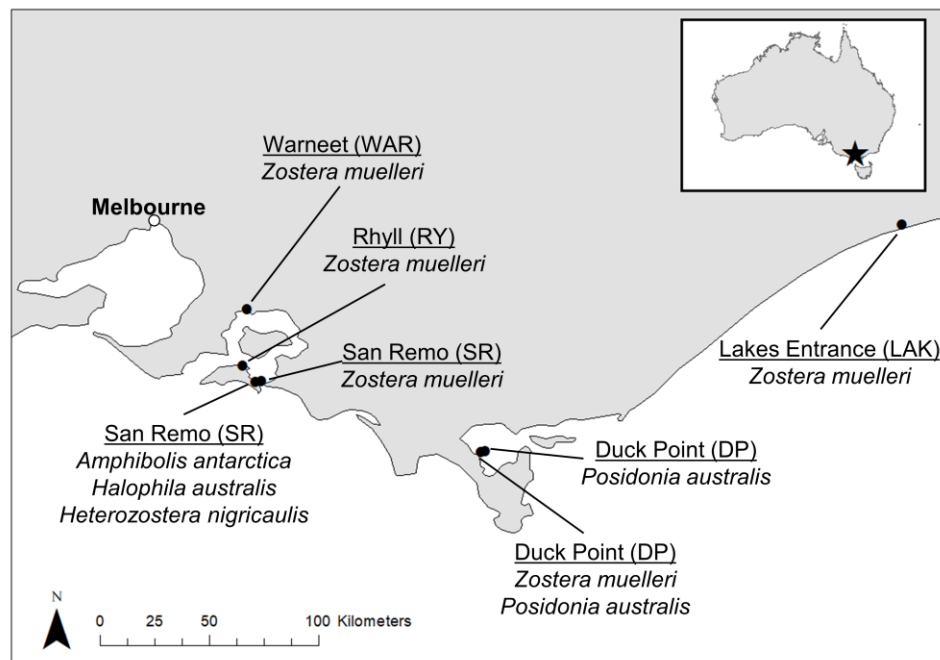 Warneet (WAR)
Zostera muelleri
Melbourne
Rhyll (RY)
Zostera muelleri
San Remo (SR)
Zostera muelleri
Lakes Entrance (LAK)
Zostera muelleri
San Remo (SR)
Amphibolis antarctica
Halophila australis
Heterozostera nigricaulis
Duck Point (DP)
Posidonia australis
Duck Point (DP)
Zostera muelleri
Posidonia australis
N
0 25 50 100 Kilometers